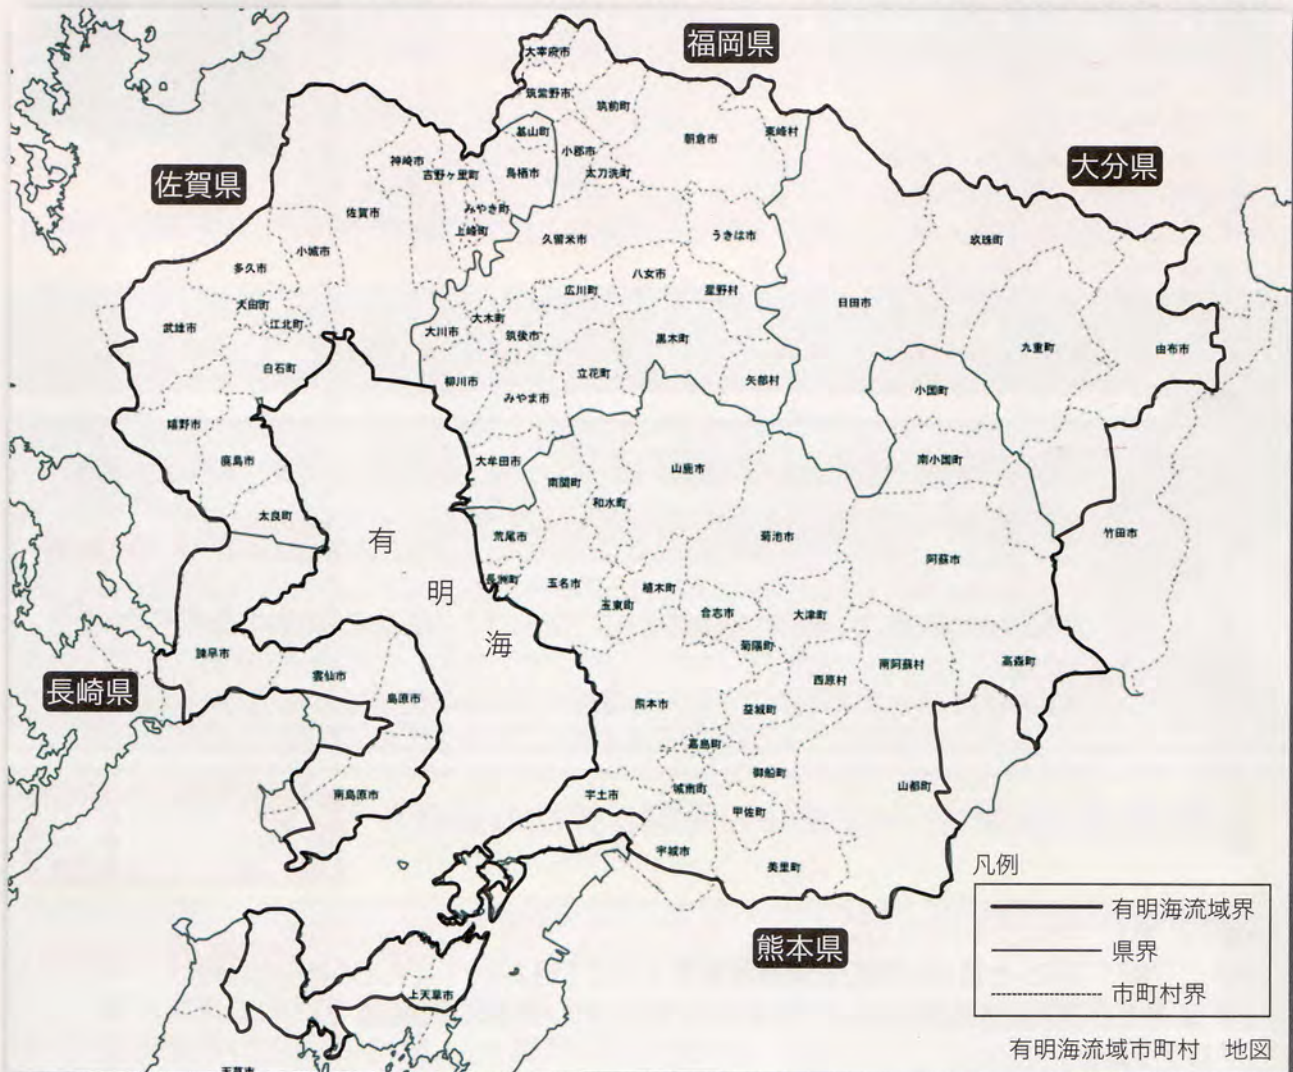 福岡県
大宰府市
筑紫野市
筑前町
基山町
小郡市
朝倉市
東峰村
大分県
佐賀県
神崎市
吉野ヶ里町
鳥栖市
太刀洗町
みやき町
上峰町
佐賀市
久留米市
うきは市
玖珠町
小城市
多久市
八女市
広川町
星野村
日田市
大田町
江北町
武雄市
大川市
大木町
筑後市
黒木町
九重町
由布市
白石町
柳川市
みやま市
立花町
矢部村
小国町
嬉野市
鹿島市
大牟田市
南関町
山鹿市
南小国町
太良町
和水町
有
明
海
荒尾市
菊池市
阿蘇市
竹田市
長洲町
玉名市
玉東町
植木町
合志市
大津町
菊陽町
諫早市
雲仙市
島原市
長崎県
西原村
南阿蘇村
高森町
熊本市
益城町
嘉島町
御船町
城南町
宇土市
甲佐町
山都町
南島原市
宇城市
美里町
熊本県
上天草市
凡例
有明海流域界
県界
市町村界
有明海流域市町村　地図